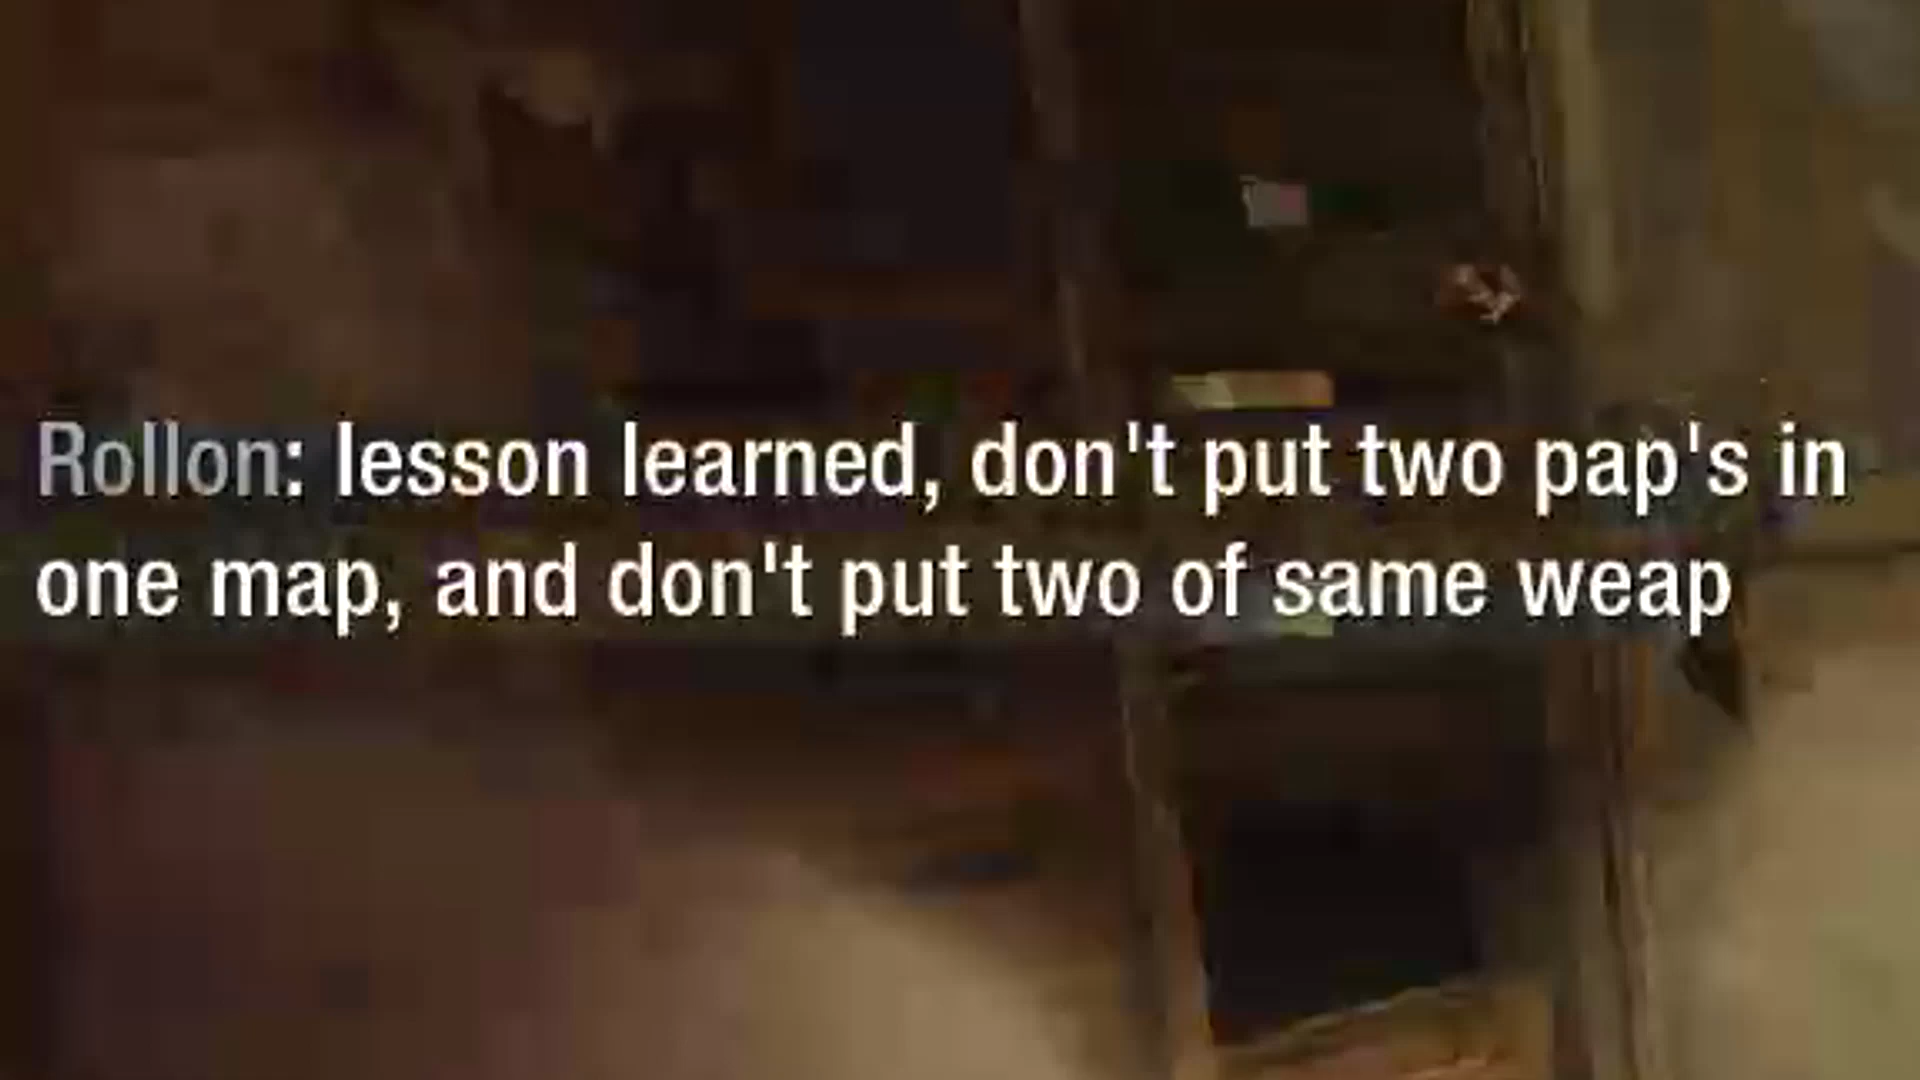 Rollon: lesson learned, don't put two pap's in
one map, and don't put two of same weap